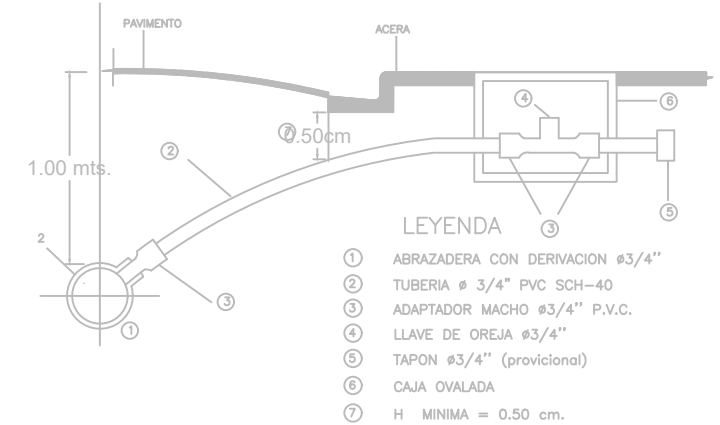 PAVIMENTO
ACERA
4
6
7
0.50cm
2
1.00 mts.
5
3
2
3
1
LEYENDA
1 ABRAZADERA CON DERIVACION ø3/4''
2 TUBERIA ø 3/4" PVC SCH-40
3 ADAPTADOR MACHO ø3/4'' P.V.C.
4 LLAVE DE OREJA ø3/4''
5 TAPON ø3/4'' (provicional)
6 CAJA OVALADA
7 H MINIMA = 0.50 cm.